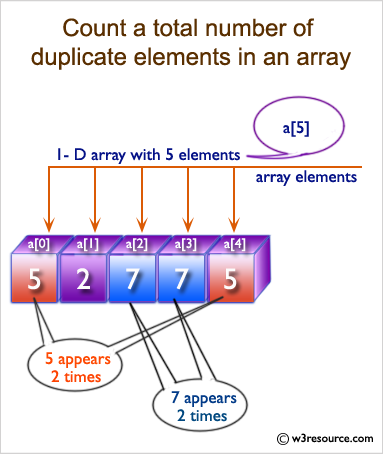 Count a total number of
duplicate elements in an array
a[5]
1- D array with 5 elements
array elements
a[0] a[1] a[2] a[3] a[4]
5 2 7 7 5
5 appears
2 times
7 appears
2 times
© w3resource.com